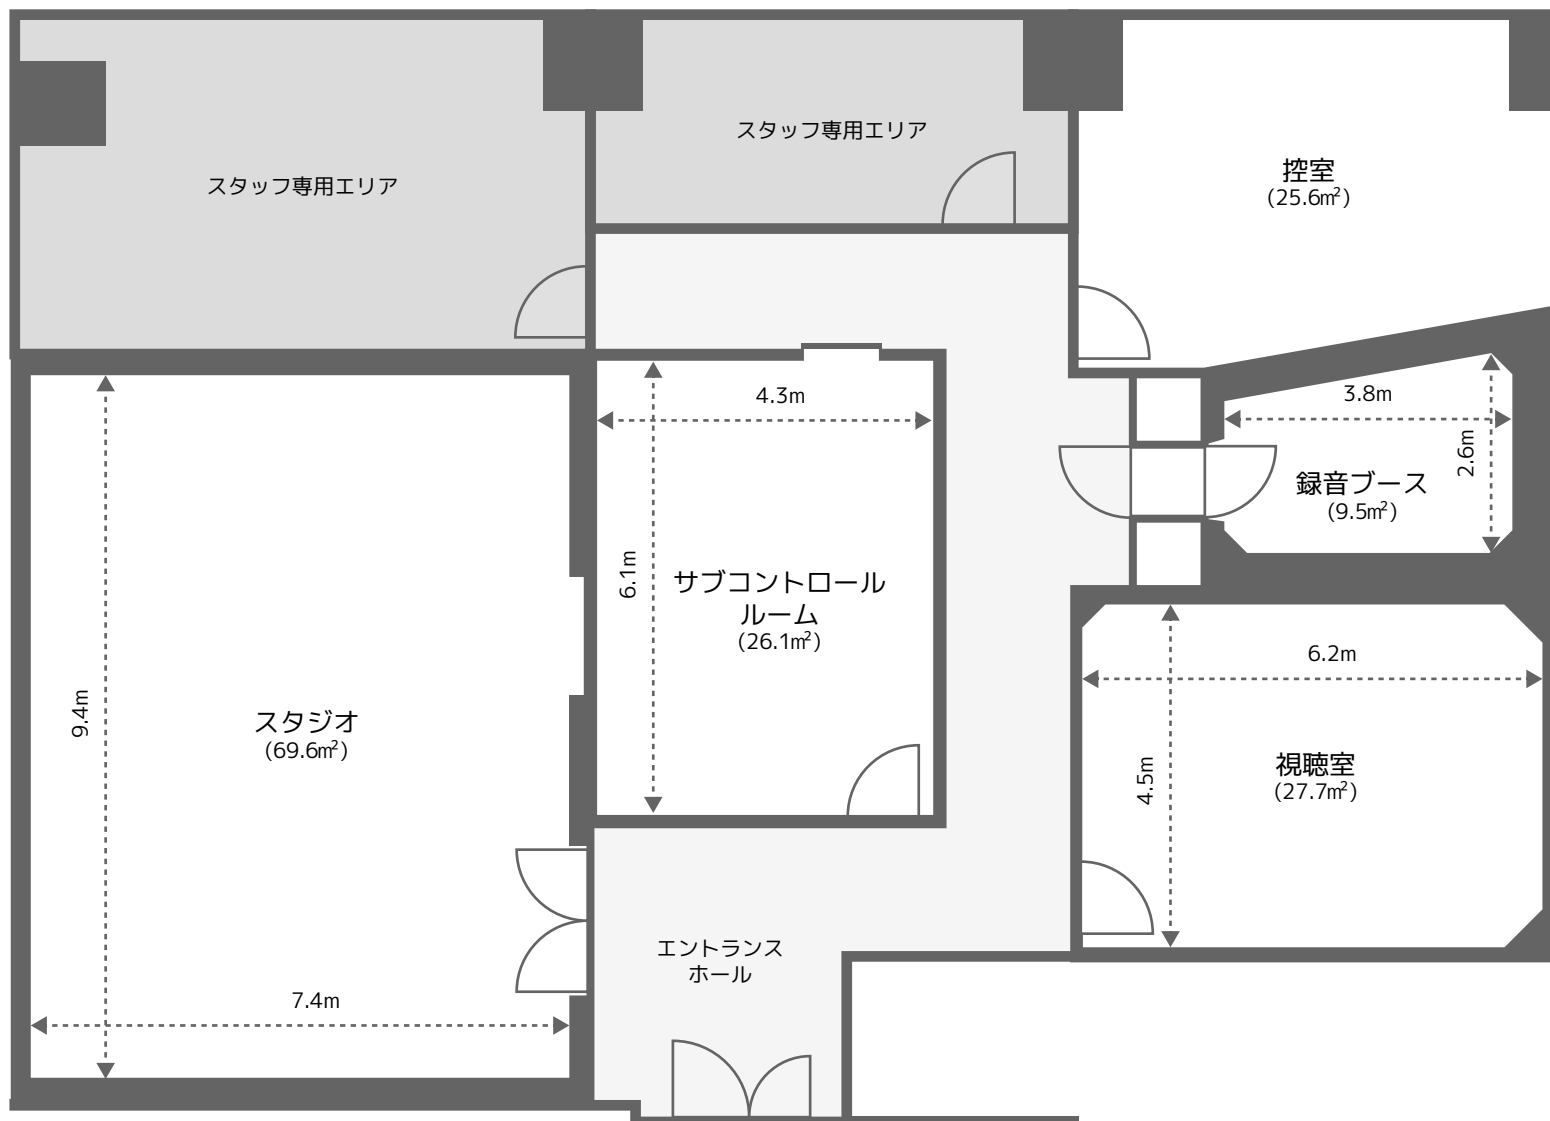 スタッフ専用エリア
スタッフ専用エリア
控室
(25.6㎡)
4.3m
3.8m
2.6m
録音ブース
(9.5㎡)
6.1m
サブコントロール
ルーム
(26.1㎡)
6.2m
9.4m
スタジオ
(69.6㎡)
4.5m
視聴室
(27.7㎡)
エントランス
ホール
7.4m